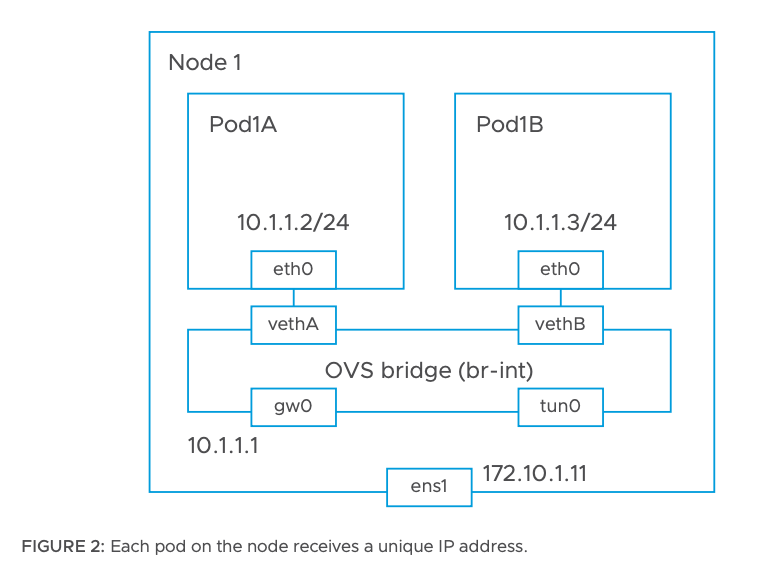 Node 1
Pod1A
Pod1B
10.1.1.2/24
10.1.1.3/24
eth0
eth0
vethA
vethB
OVS bridge (br-int)
gw0
tun0
10.1.1.1
172.10.1.11
ens1
FIGURE 2: Each pod on the node receives a unique IP address.